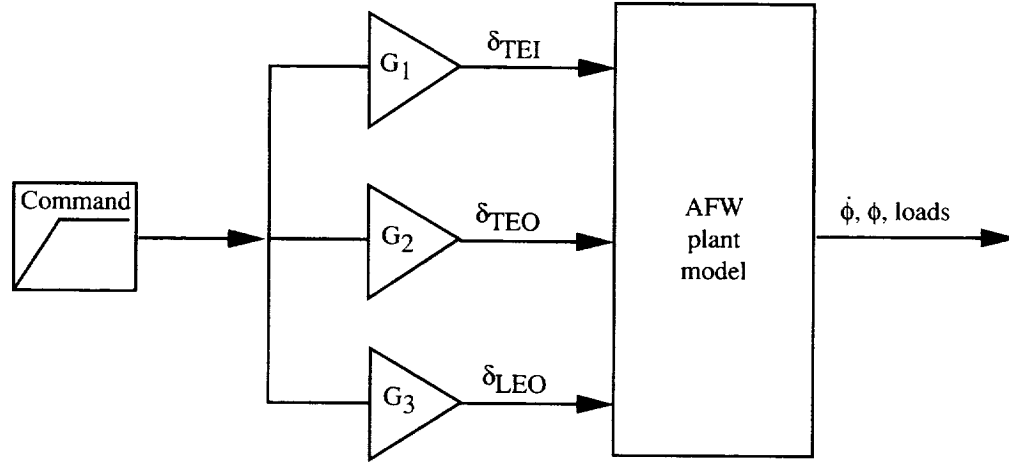 Command
G₁
δTEI
G₂
δTEO
G₃
δLEO
AFW
plant
model
φ̇, φ, loads